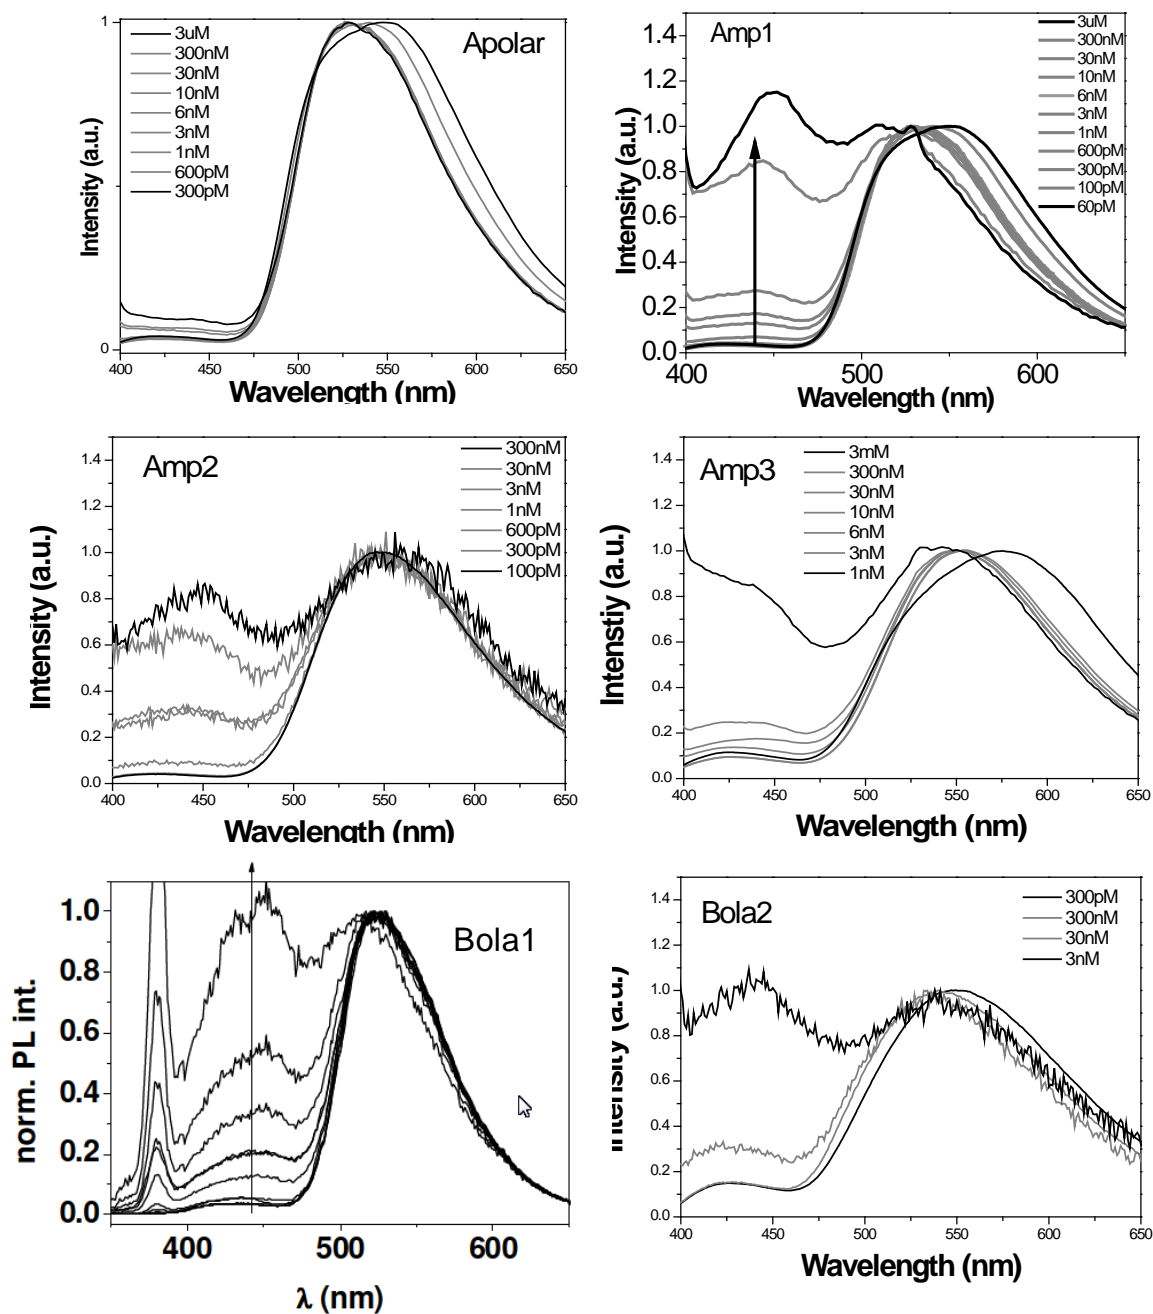 Apolar
3uM
300nM
30nM
10nM
6nM
3nM
1nM
600pM
300pM
Intensity (a.u.)
1
0
400 450 500 550 600 650
Wavelength (nm)
Amp1
3uM
300nM
30nM
10nM
6nM
3nM
1nM
600pM
300pM
100pM
60pM
Intensity (a.u.)
1.4
1.2
1.0
0.8
0.6
0.4
0.2
0.0
400 500 600
Wavelength (nm)
Amp2
300nM
30nM
3nM
1nM
600pM
300pM
100pM
Intensity (a.u.)
1.4
1.2
1.0
0.8
0.6
0.4
0.2
0.0
400 450 500 550 600 650
Wavelength (nm)
Amp3
3mM
300nM
30nM
10nM
6nM
3nM
1nM
Intenstiy (a.u.)
1.4
1.2
1.0
0.8
0.6
0.4
0.2
0.0
400 450 500 550 600 650
Wavelength (nm)
Bola1
norm. PL int.
1.0
0.8
0.6
0.4
0.2
0.0
400 500 600
λ (nm)
Bola2
300pM
300nM
30nM
3nM
Intensity (a.u.)
1.4
1.2
1.0
0.8
0.6
0.4
0.2
0.0
400 450 500 550 600 650
Wavelength (nm)